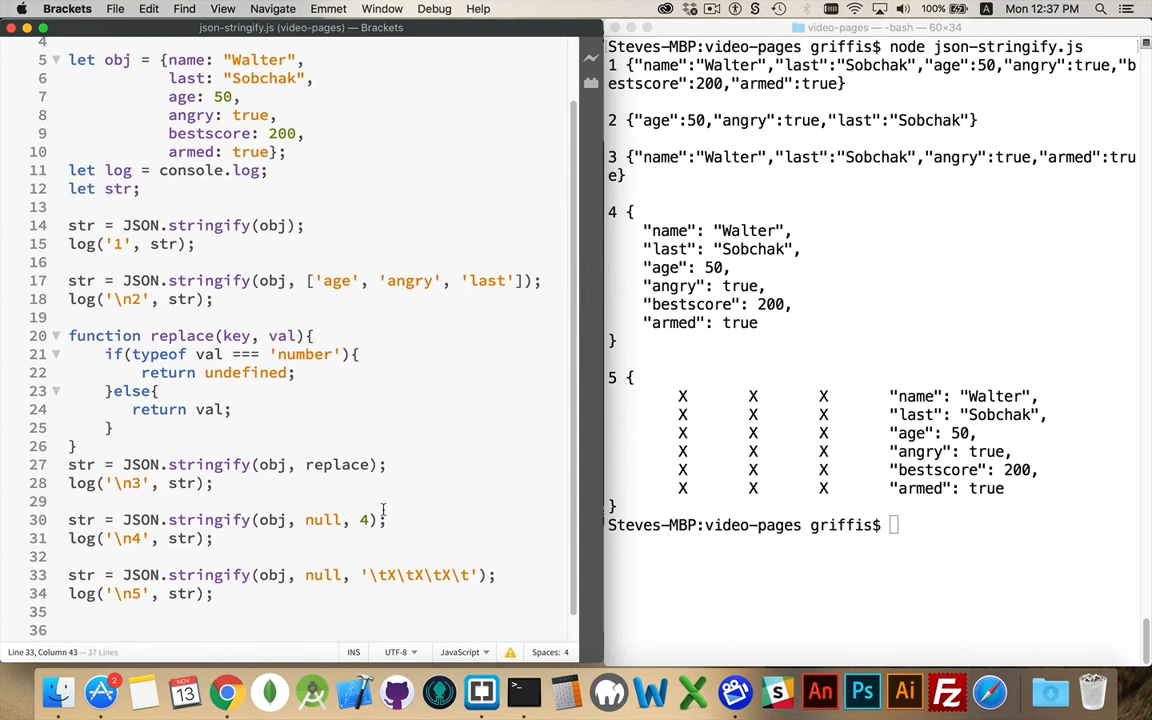 Brackets File Edit Find View Navigate Emmet Window Debug Help 100% A Mon 12:37 PM
json-stringify.js (video-pages) — Brackets
video-pages — -bash — 60×34
4
5 let obj = {name: "Walter",
6 last: "Sobchak",
7 age: 50,
8 angry: true,
9 bestscore: 200,
10 armed: true};
11 let log = console.log;
12 let str;
13
14 str = JSON.stringify(obj);
15 log('1', str);
16
17 str = JSON.stringify(obj, ['age', 'angry', 'last']);
18 log('\n2', str);
19
20 function replace(key, val){
21 if(typeof val === 'number'){
22 return undefined;
23 }else{
24 return val;
25 }
26 }
27 str = JSON.stringify(obj, replace);
28 log('\n3', str);
29
30 str = JSON.stringify(obj, null, 4);
31 log('\n4', str);
32
33 str = JSON.stringify(obj, null, '\tX\tX\tX\t');
34 log('\n5', str);
35
36
Line 33, Column 43 — 37 Lines INS UTF-8 JavaScript Spaces: 4
Steves-MBP:video-pages griffis$ node json-stringify.js
1 {"name":"Walter","last":"Sobchak","age":50,"angry":true,"b
estscore":200,"armed":true}
2 {"age":50,"angry":true,"last":"Sobchak"}
3 {"name":"Walter","last":"Sobchak","angry":true,"armed":tru
e}
4 {
"name": "Walter",
"last": "Sobchak",
"age": 50,
"angry": true,
"bestscore": 200,
"armed": true
}
5 {
X X X "name": "Walter",
X X X "last": "Sobchak",
X X X "age": 50,
X X X "angry": true,
X X X "bestscore": 200,
X X X "armed": true
}
Steves-MBP:video-pages griffis$
2 NOV 13 W X S An Ps Ai Fz